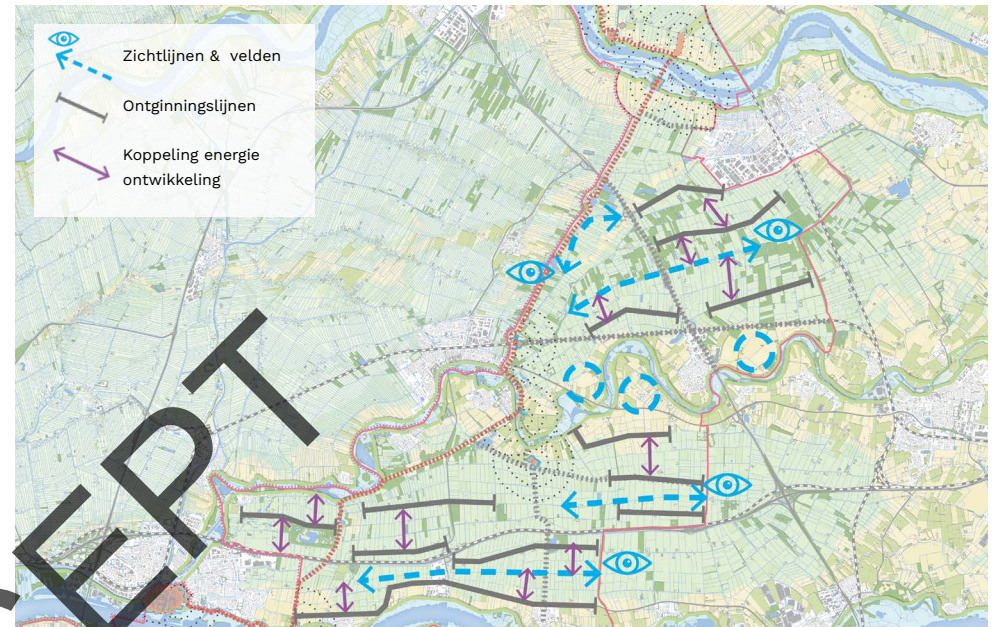 Zichtlijnen & velden
Ontginningslijnen
Koppeling energie
ontwikkeling
EPT